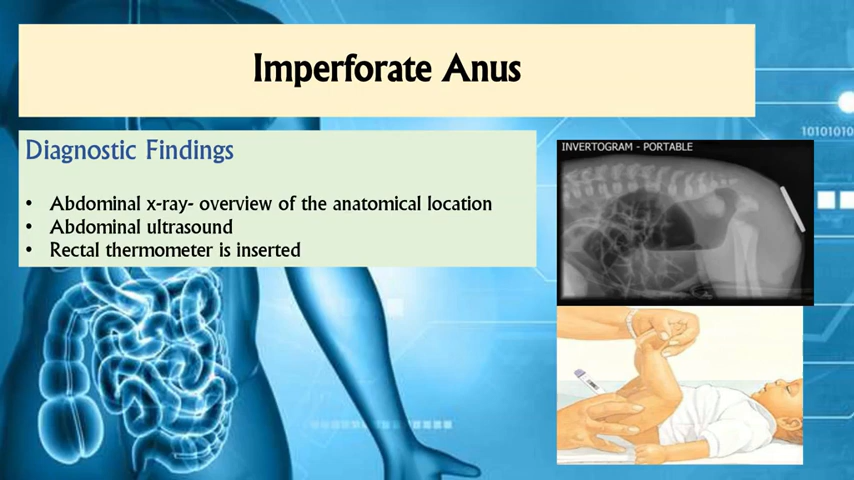 Imperforate Anus
Diagnostic Findings
• Abdominal x-ray- overview of the anatomical location
• Abdominal ultrasound
• Rectal thermometer is inserted
INVERTOGRAM - PORTABLE
10101010